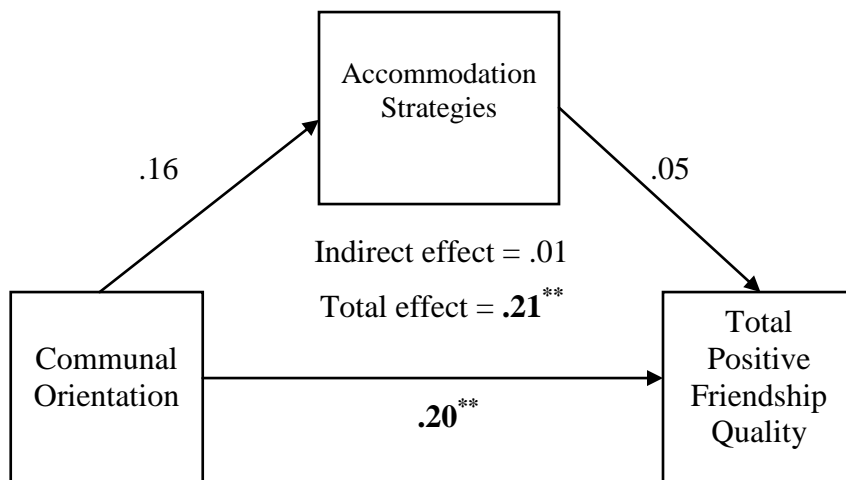 Accommodation
Strategies
.16
.05
Indirect effect = .01
Total effect = .21**
Communal
Orientation
.20**
Total
Positive
Friendship
Quality